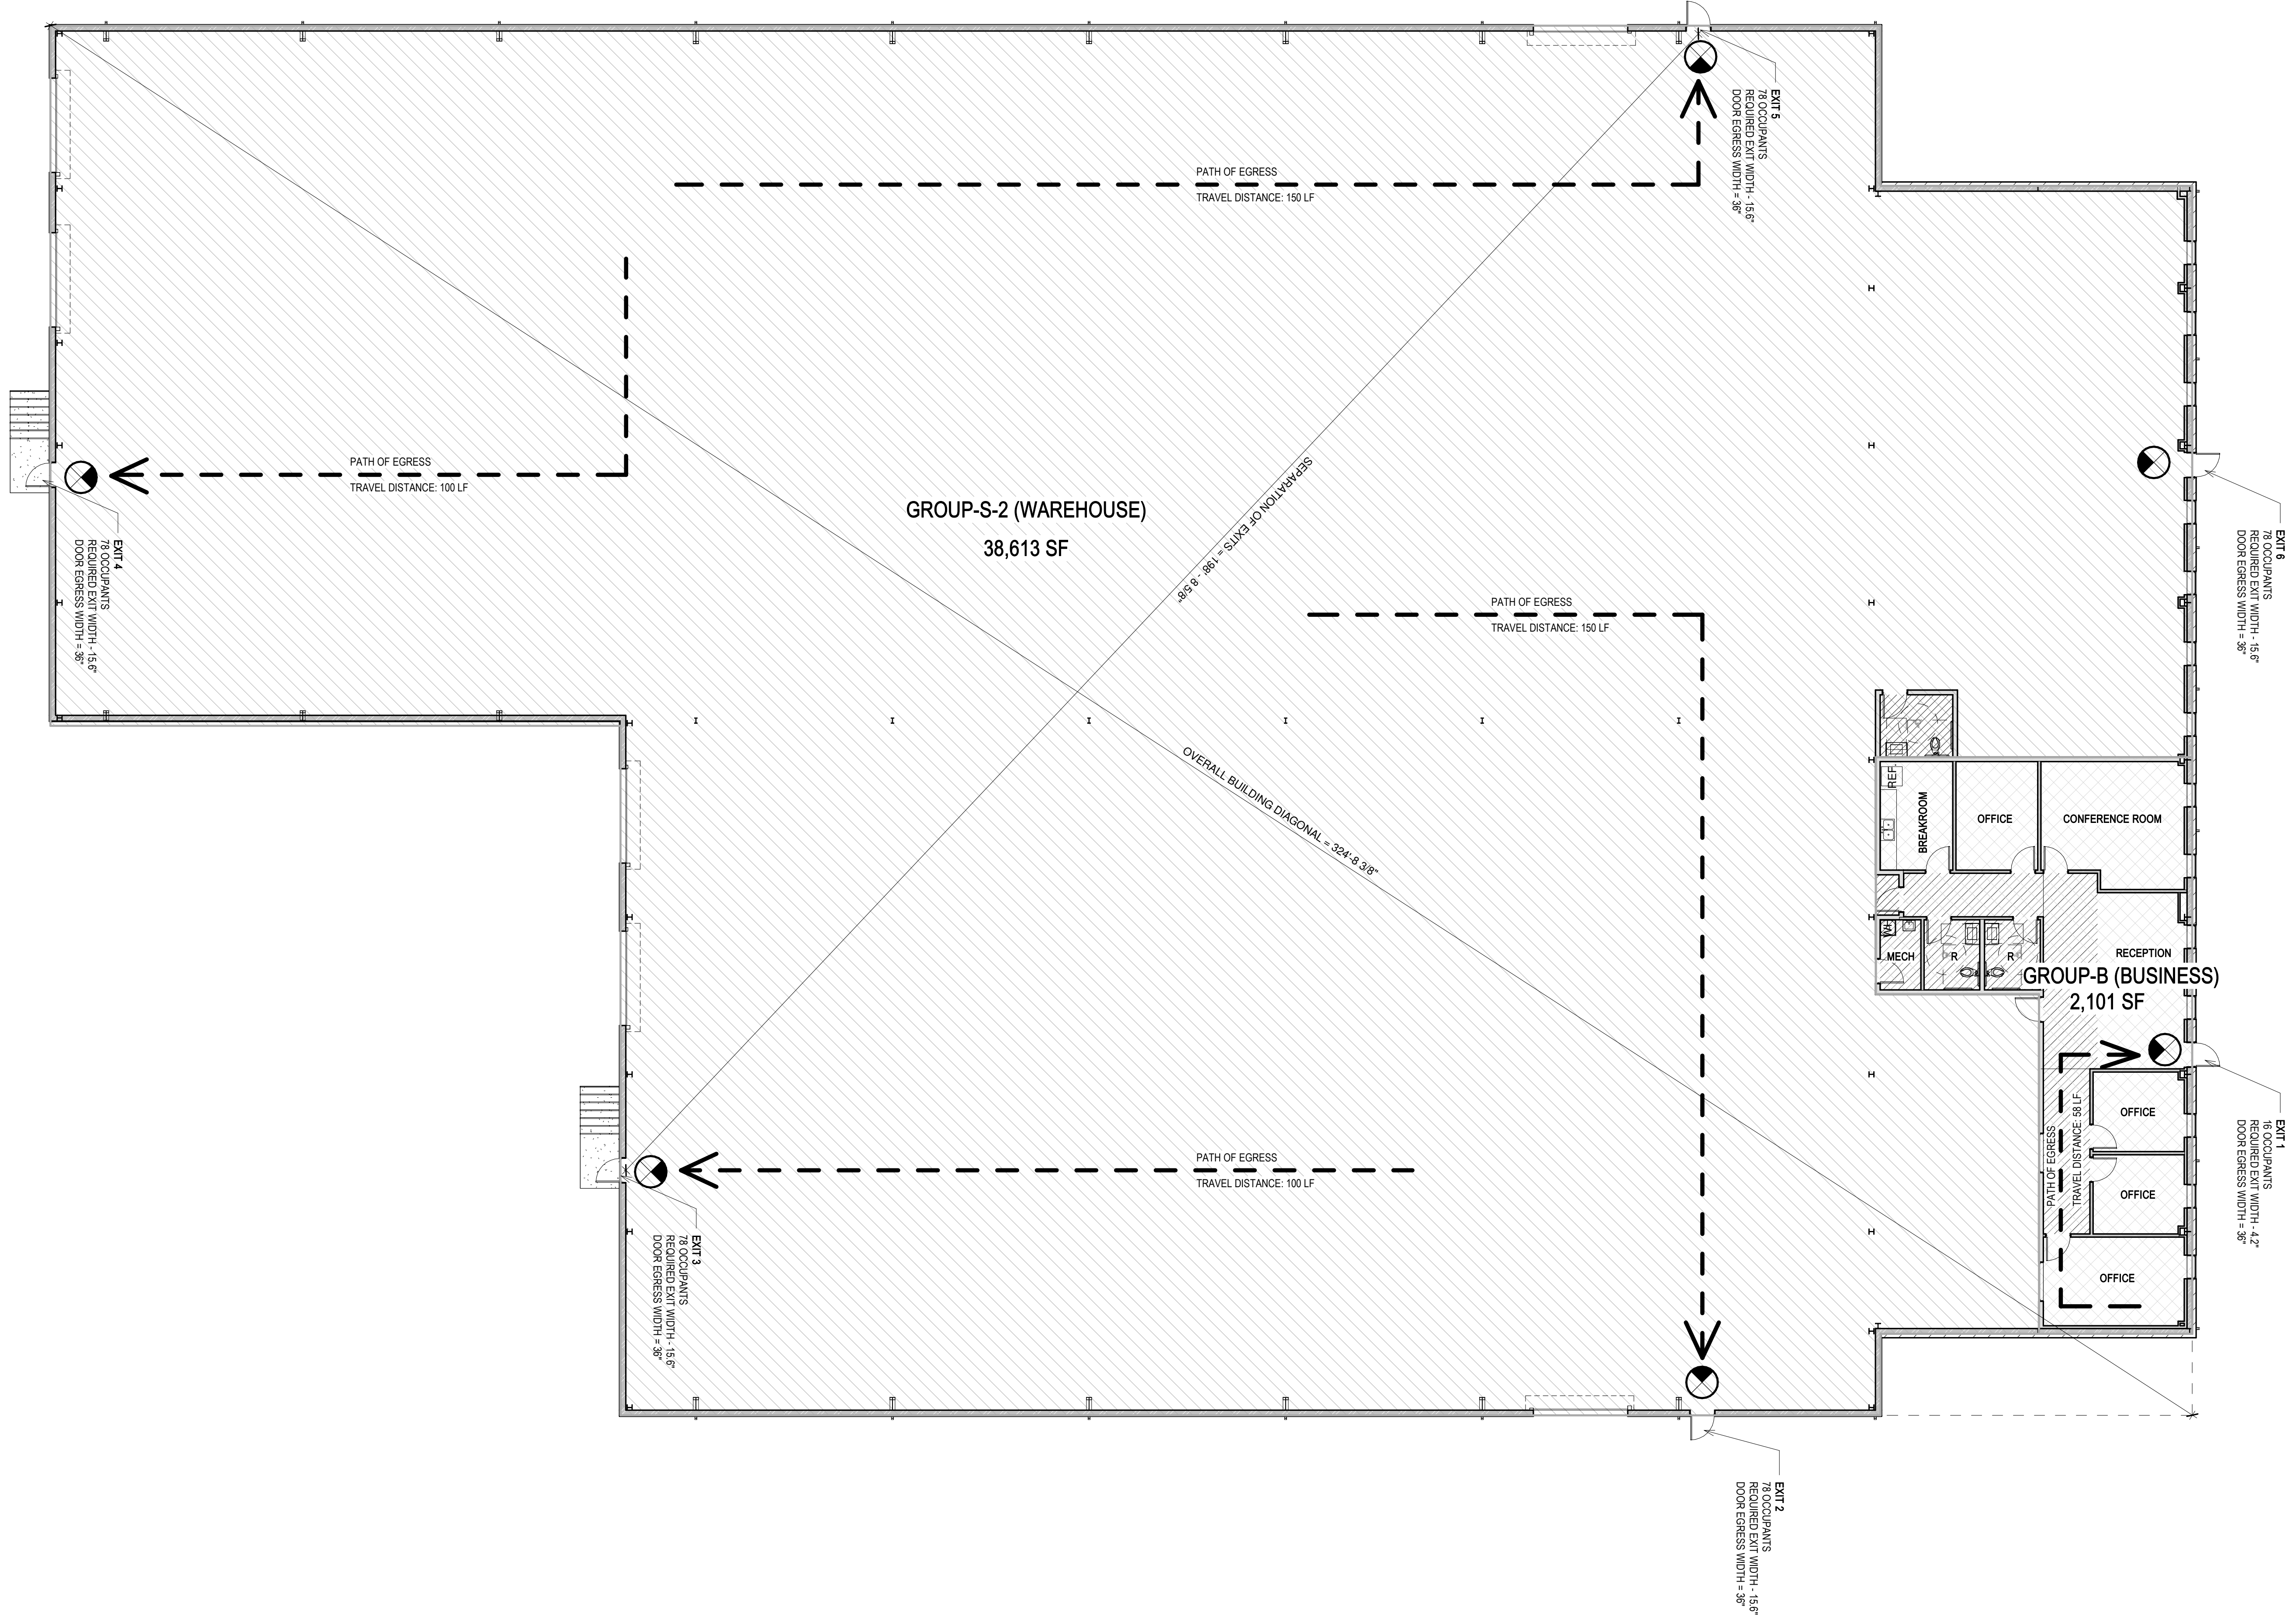 EXIT 5
78 OCCUPANTS
REQUIRED EXIT WIDTH - 15.6"
DOOR EGRESS WIDTH = 36"
PATH OF EGRESS
TRAVEL DISTANCE: 150 LF
PATH OF EGRESS
TRAVEL DISTANCE: 100 LF
EXIT 4
78 OCCUPANTS
REQUIRED EXIT WIDTH - 15.6"
DOOR EGRESS WIDTH = 36"
GROUP-S-2 (WAREHOUSE)
38,613 SF
SEPARATION OF EXITS = 198' - 8 5/8"
EXIT 6
78 OCCUPANTS
REQUIRED EXIT WIDTH - 15.6"
DOOR EGRESS WIDTH = 36"
PATH OF EGRESS
TRAVEL DISTANCE: 150 LF
OVERALL BUILDING DIAGONAL = 324'-8 3/8"
REF.
BREAKROOM
OFFICE
CONFERENCE ROOM
WH
MECH
R
R
RECEPTION
GROUP-B (BUSINESS)
2,101 SF
PATH OF EGRESS
TRAVEL DISTANCE: 58 LF
OFFICE
OFFICE
OFFICE
EXIT 1
16 OCCUPANTS
REQUIRED EXIT WIDTH - 4.2"
DOOR EGRESS WIDTH = 36"
PATH OF EGRESS
TRAVEL DISTANCE: 100 LF
EXIT 3
78 OCCUPANTS
REQUIRED EXIT WIDTH - 15.6"
DOOR EGRESS WIDTH = 36"
EXIT 2
78 OCCUPANTS
REQUIRED EXIT WIDTH - 15.6"
DOOR EGRESS WIDTH = 36"